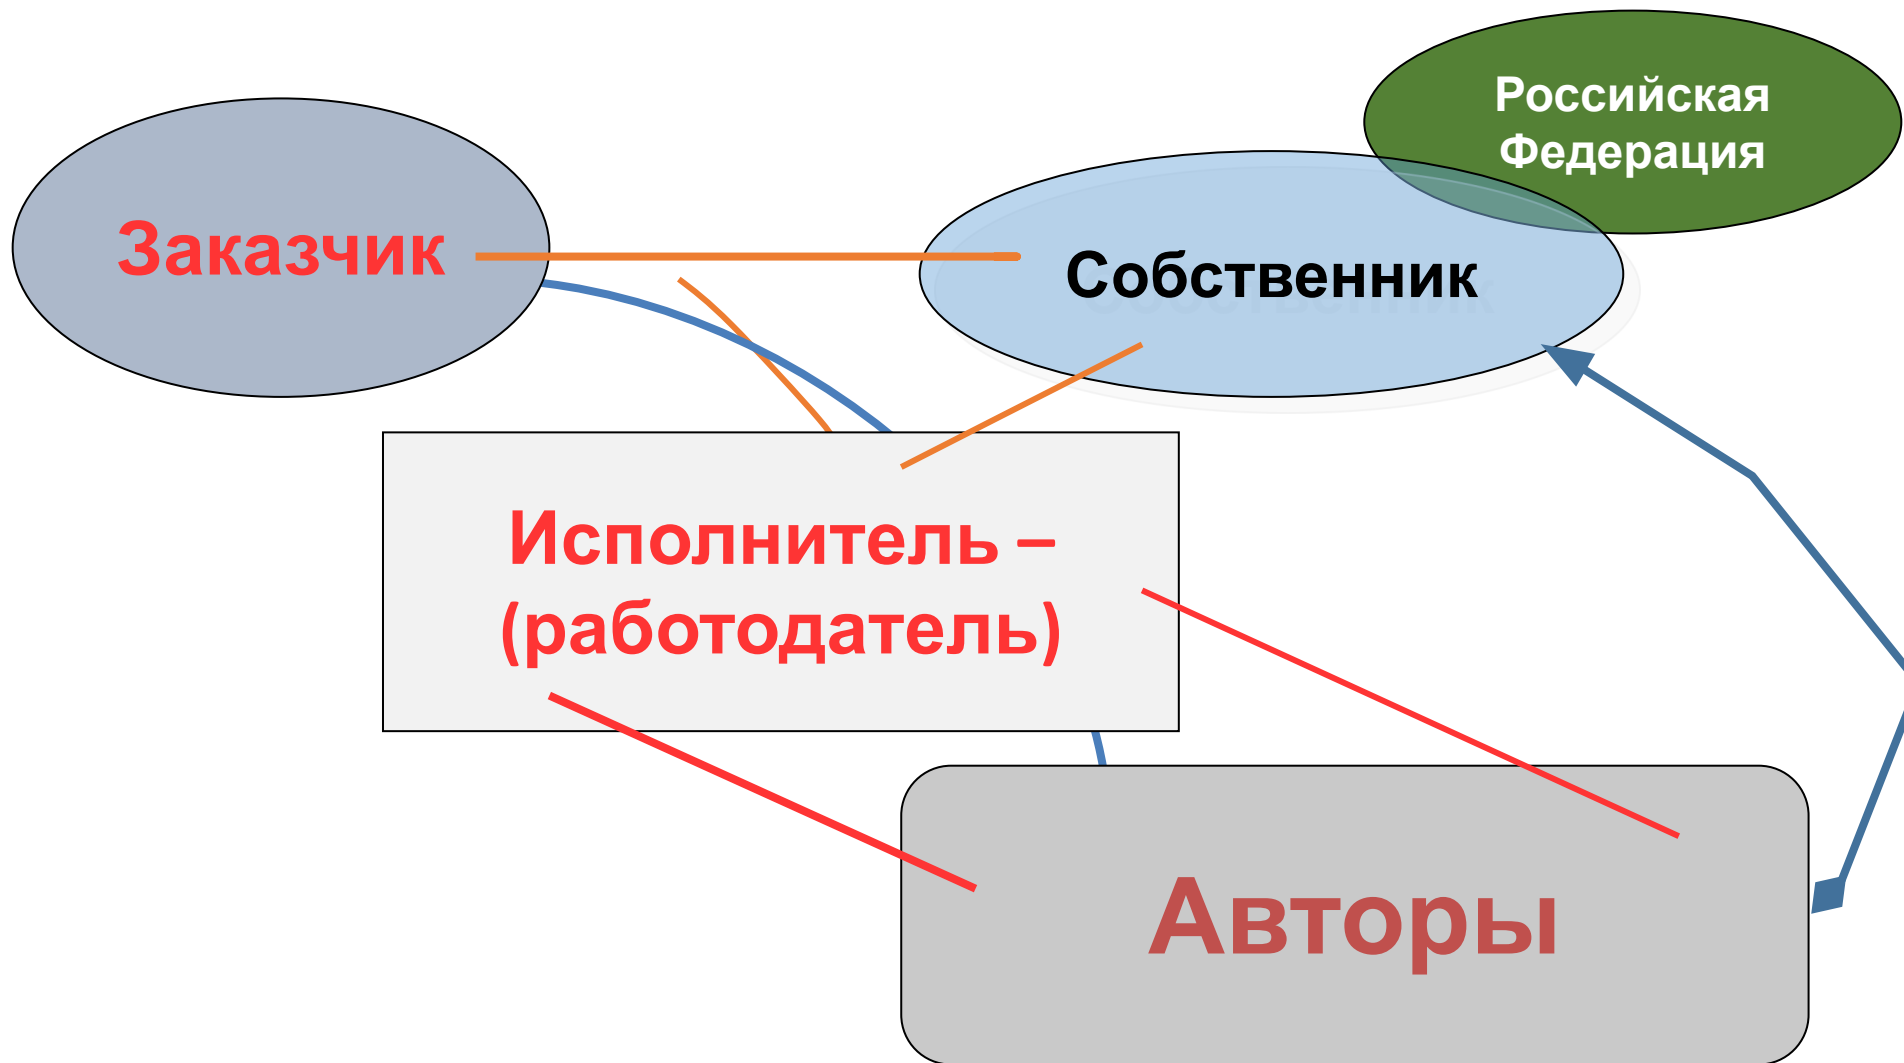 Российская
Федерация
Заказчик
Собственник
Исполнитель –
(работодатель)
Авторы